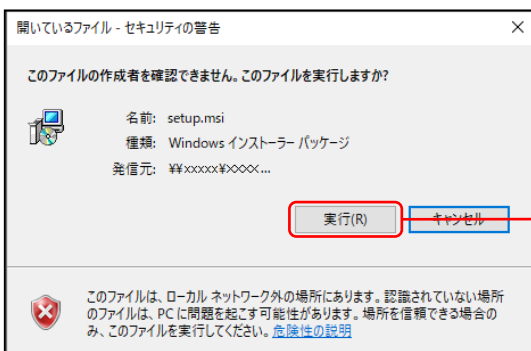 開いているファイル - セキュリティの警告
このファイルの作成者を確認できません。このファイルを実行しますか?
名前: setup.msi
種類: Windows インストーラー パッケージ
発信元: ¥¥xxxxx¥xxxx...
実行(R) キャンセル
このファイルは、ローカル ネットワーク外の場所にあります。認識されていない場所
のファイルは、PC に問題を起こす可能性があります。場所を信頼できる場合の
み、このファイルを実行してください。危険性の説明